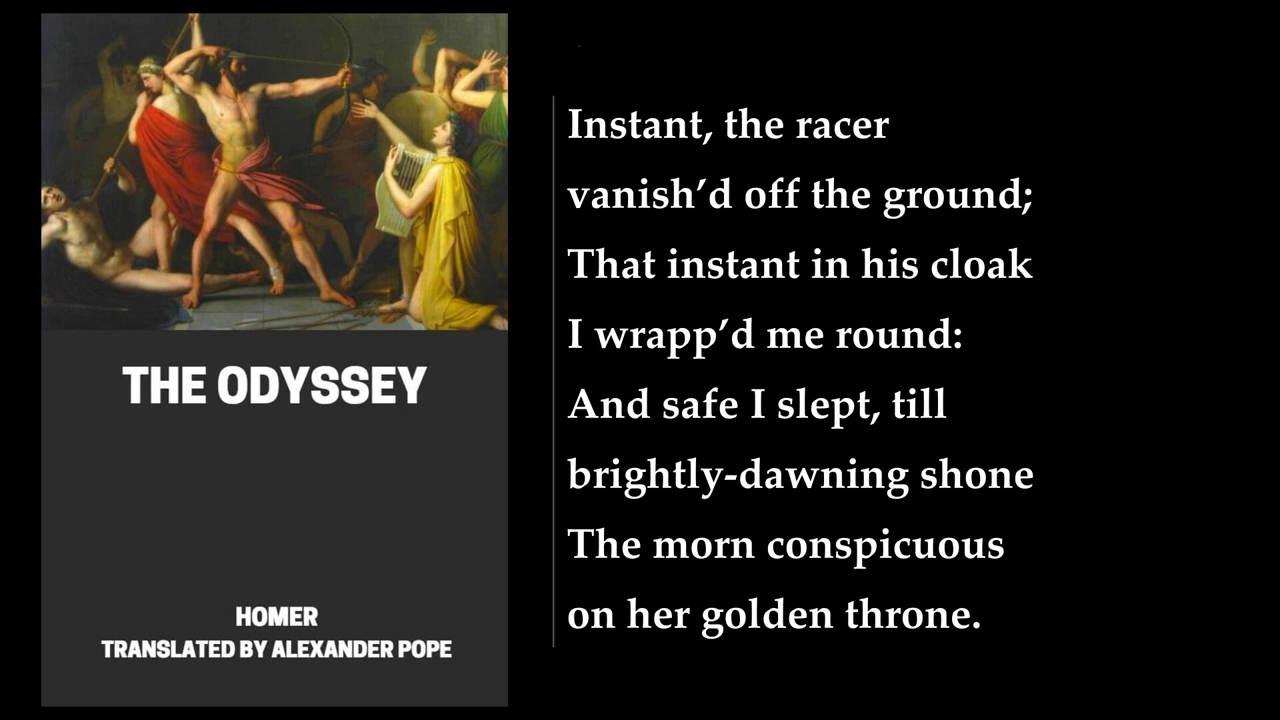 THE ODYSSEY
HOMER
TRANSLATED BY ALEXANDER POPE
Instant, the racer
vanish’d off the ground;
That instant in his cloak
I wrapp’d me round:
And safe I slept, till
brightly-dawning shone
The morn conspicuous
on her golden throne.